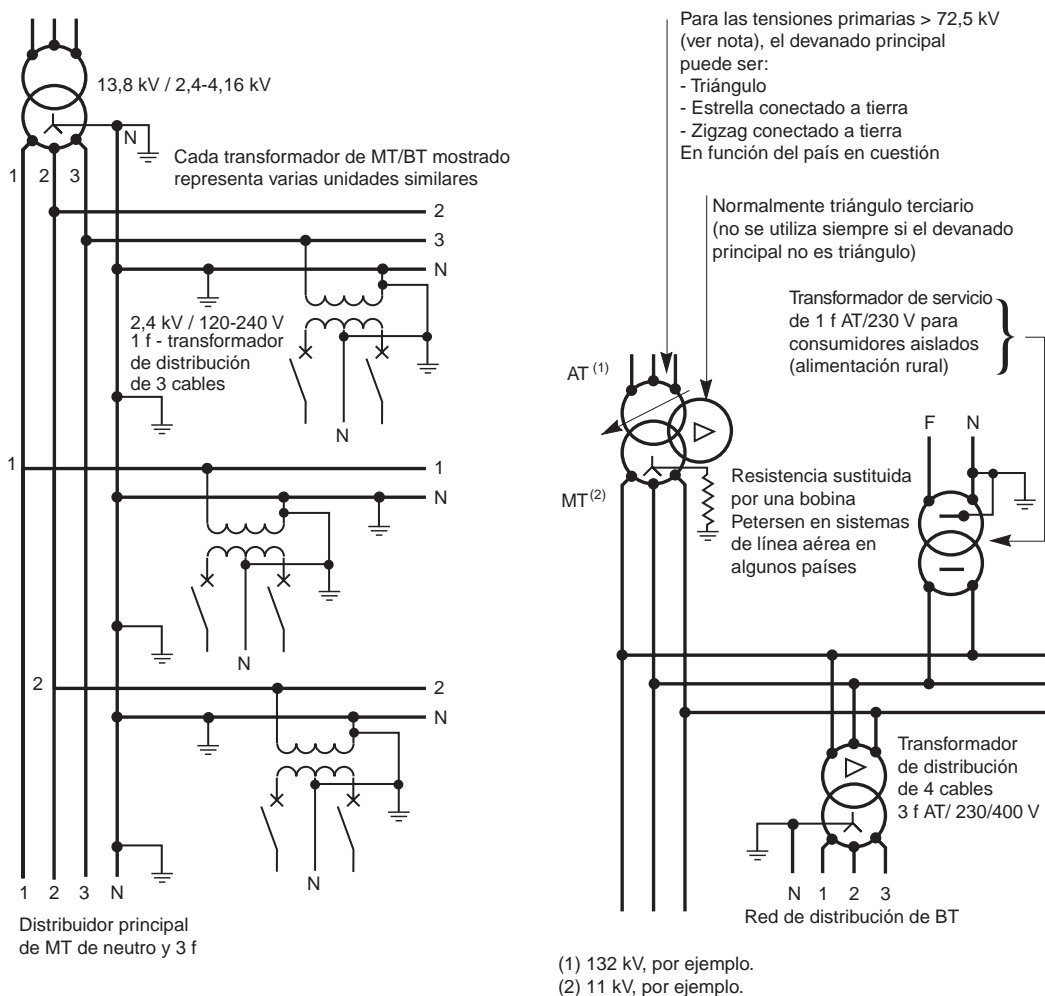 13,8 kV / 2,4-4,16 kV
N
Cada transformador de MT/BT mostrado
representa varias unidades similares
1
2
3
2
3
N
2,4 kV / 120-240 V
1 f - transformador
de distribución
de 3 cables
N
1
1
N
N
2
2
N
N
1
2
3
N
Distribuidor principal
de MT de neutro y 3 f
Para las tensiones primarias > 72,5 kV
(ver nota), el devanado principal
puede ser:
- Triángulo
- Estrella conectado a tierra
- Zigzag conectado a tierra
En función del país en cuestión
Normalmente triángulo terciario
(no se utiliza siempre si el devanado
principal no es triángulo)
Transformador de servicio
de 1 f AT/230 V para
consumidores aislados
(alimentación rural)
AT (1)
F
N
MT (2)
Resistencia sustituida
por una bobina
Petersen en sistemas
de línea aérea en
algunos países
Transformador
de distribución
de 4 cables
3 f AT/ 230/400 V
N
1
2
3
Red de distribución de BT
(1) 132 kV, por ejemplo.
(2) 11 kV, por ejemplo.